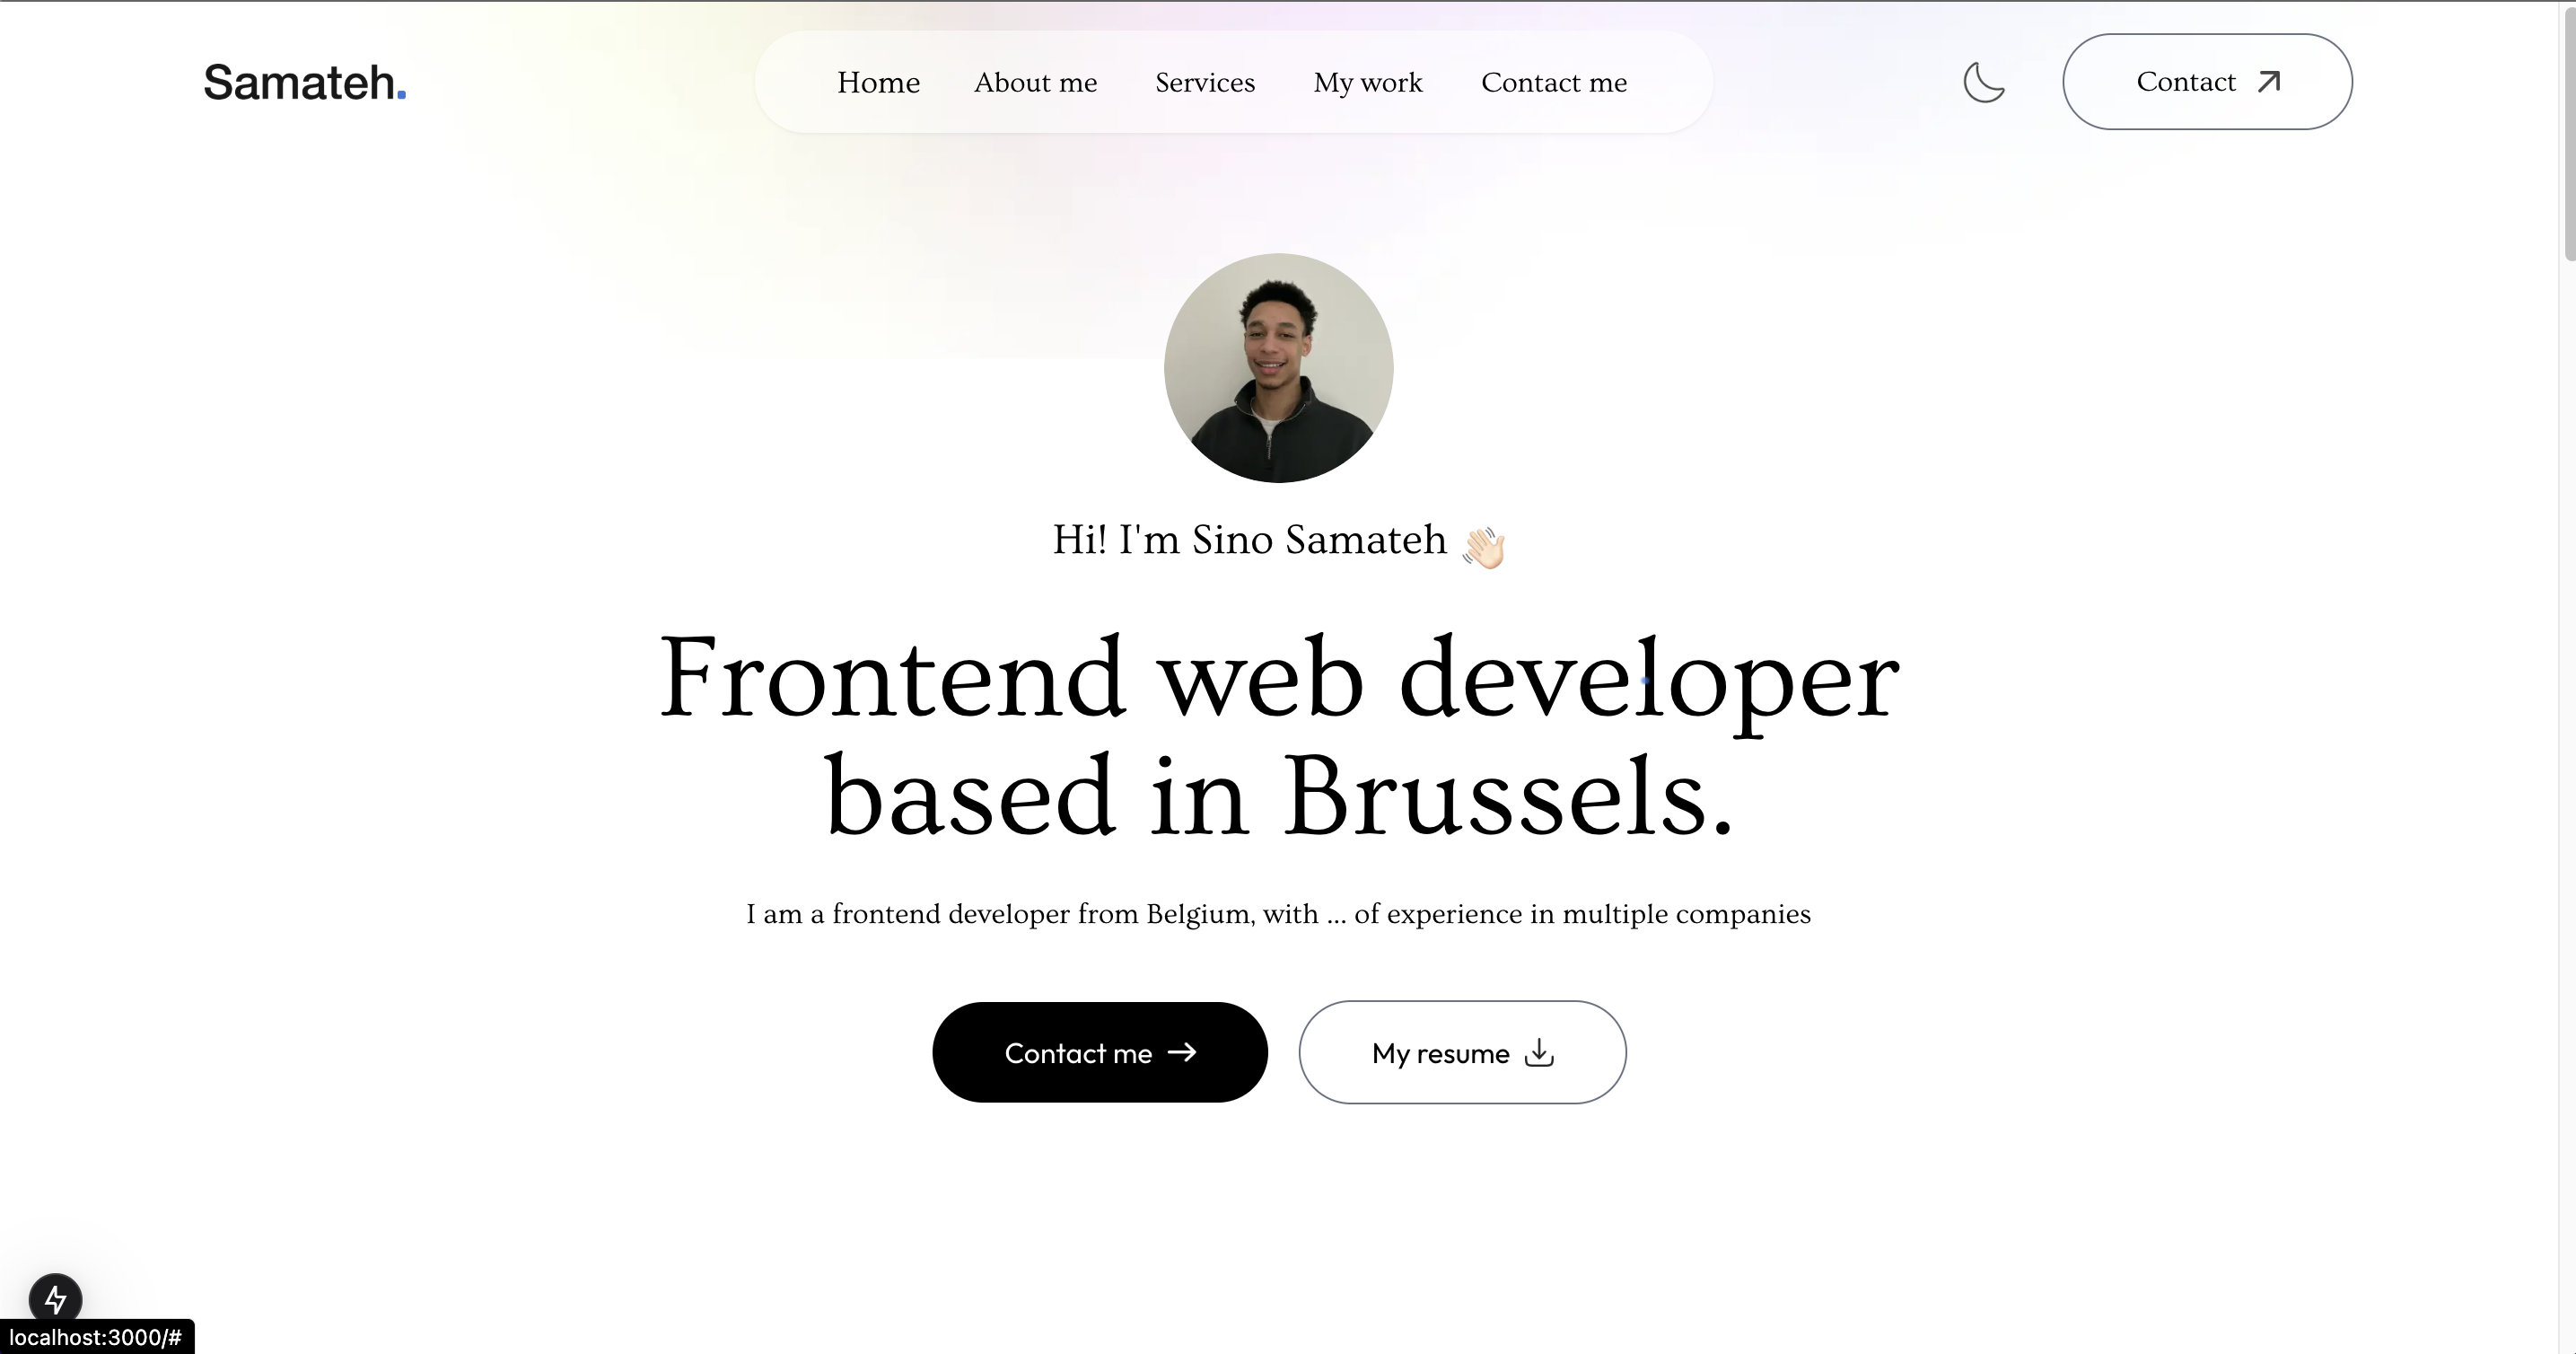 Samateh.
Home About me Services My work Contact me
Contact
Hi! I'm Sino Samateh 👋🏻
Frontend web developer
based in Brussels.
I am a frontend developer from Belgium, with ... of experience in multiple companies
Contact me →
My resume
localhost:3000/#